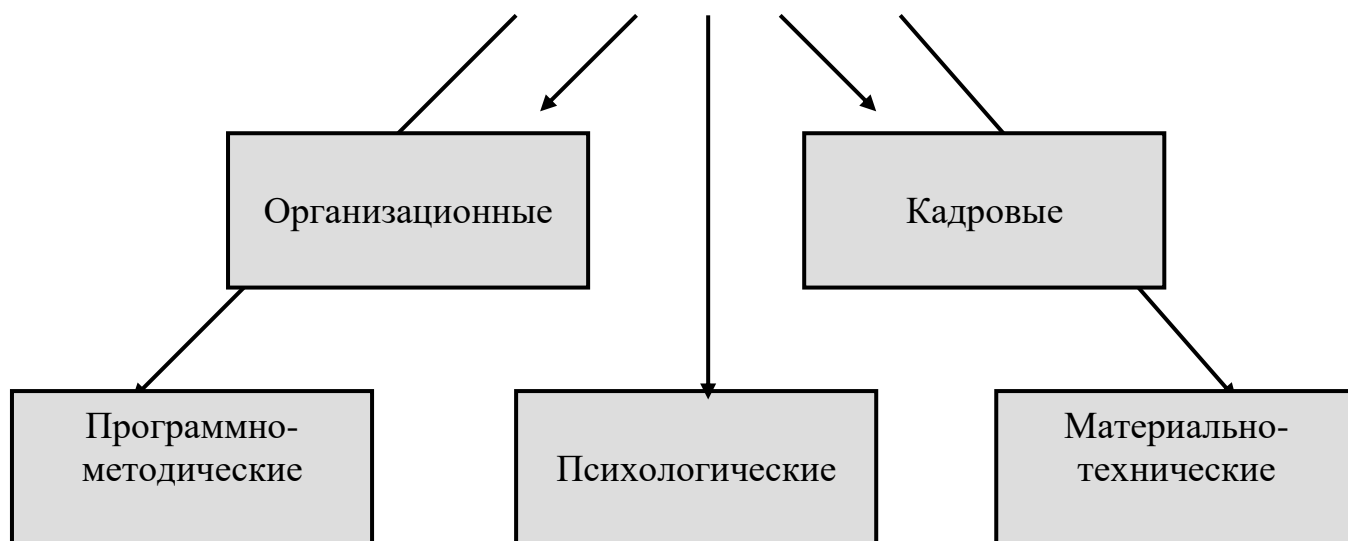 Организационные
Кадровые
Программно-
методические
Психологические
Материально-
технические